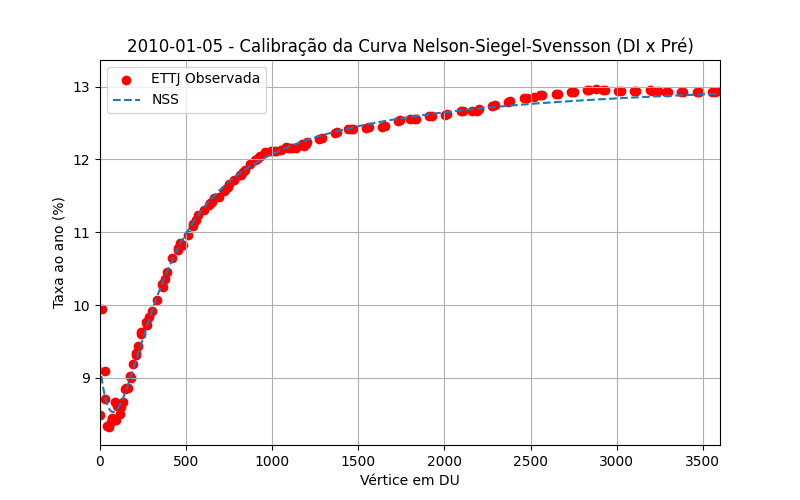 2010-01-05 - Calibração da Curva Nelson-Siegel-Svensson (DI x Pré)
ETTJ Observada
NSS
Taxa ao ano (%)
13
12
11
10
9
0 500 1000 1500 2000 2500 3000 3500
Vértice em DU